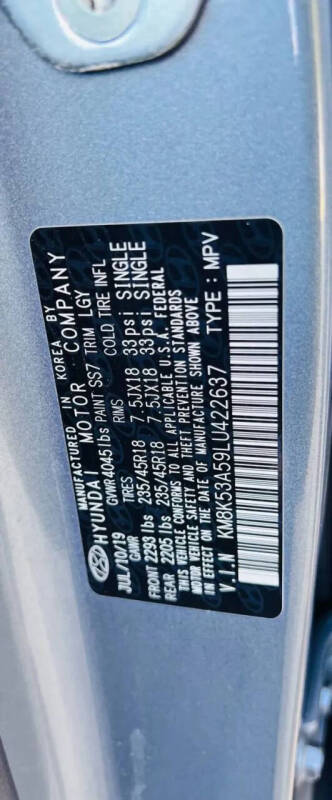 MANUFACTURED IN KOREA BY
HYUNDAI MOTOR COMPANY
JUL/10/19 GVWR 4045lbs PAINT SS7 TRIM LGY
GAWR TIRES RIMS COLD TIRE INFL
FRONT 2293 lbs 235/45R18 7.5JX18 33psi SINGLE
REAR 2205 lbs 235/45R18 7.5JX18 33psi SINGLE
THIS VEHICLE CONFORMS TO ALL APPLICABLE U.S.A. FEDERAL
MOTOR VEHICLE SAFETY AND THEFT PREVENTION STANDARDS
IN EFFECT ON THE DATE OF MANUFACTURE SHOWN ABOVE.
V.I.N KM8K53A59LU422637 TYPE : MPV